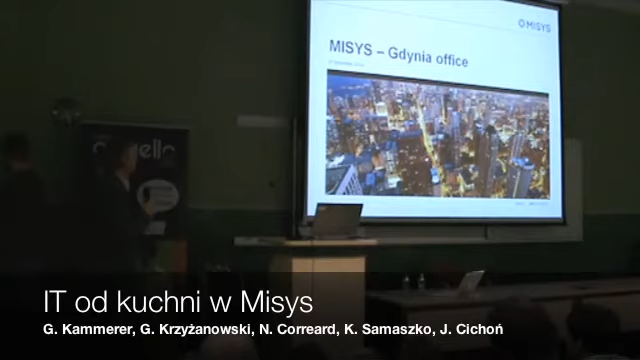 MISYS
MISYS – Gdynia office
IT od kuchni w Misys
G. Kammerer, G. Krzyżanowski, N. Correard, K. Samaszko, J. Cichoń